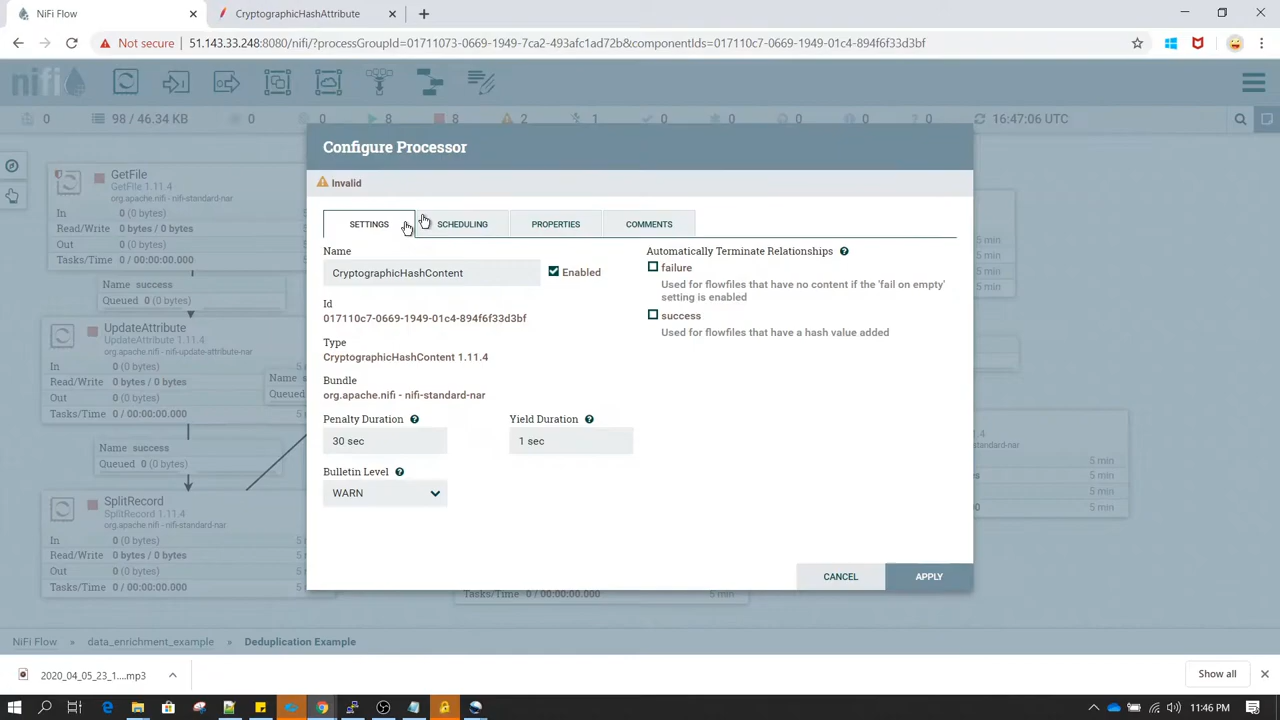 NiFi Flow
CryptographicHashAttribute
Not secure
51.143.33.248:8080/nifi/?processGroupId=01711073-0669-1949-7ca2-493afc1ad72b&componentIds=017110c7-0669-1949-01c4-894f6f33d3bf
nifi
0 98 / 46.34 KB 0 0 8 8 2 1 0 0 0 0 0 16:47:06 UTC
Configure Processor
Invalid
SETTINGS SCHEDULING PROPERTIES COMMENTS
Name
CryptographicHashContent
Enabled
Id
017110c7-0669-1949-01c4-894f6f33d3bf
Type
CryptographicHashContent 1.11.4
Bundle
org.apache.nifi - nifi-standard-nar
Penalty Duration
30 sec
Yield Duration
1 sec
Bulletin Level
WARN
Automatically Terminate Relationships
failure
Used for flowfiles that have no content if the 'fail on empty'
setting is enabled
success
Used for flowfiles that have a hash value added
CANCEL APPLY
GetFile
GetFile 1.11.4
org.apache.nifi - nifi-standard-nar
In 0 (0 bytes)
Read/Write 0 bytes / 0 bytes
Out 0 (0 bytes)
Tasks/Time 0 / 00:00:00.000
Name success
Queued 0 (0 bytes)
UpdateAttribute
UpdateAttribute 1.11.4
org.apache.nifi - nifi-update-attribute-nar
In 0 (0 bytes)
Read/Write 0 bytes / 0 bytes
Out 0 (0 bytes)
Tasks/Time 0 / 00:00:00.000
Name
Queued
Name success
Queued 0 (0 bytes)
SplitRecord
SplitRecord 1.11.4
org.apache.nifi - nifi-standard-nar
In 0 (0 bytes)
Read/Write 0 bytes / 0 bytes
Out 0 (0 bytes)
Tasks/Time 0 / 00:00:00.000
5 min
5 min
5 min
5 min
5 min
5 min
5 min
5 min
Tasks/Time 0 / 00:00:00.000 5 min
NiFi Flow » data_enrichment_example » Deduplication Example
2020_04_05_23_1....mp3
Show all
11:46 PM